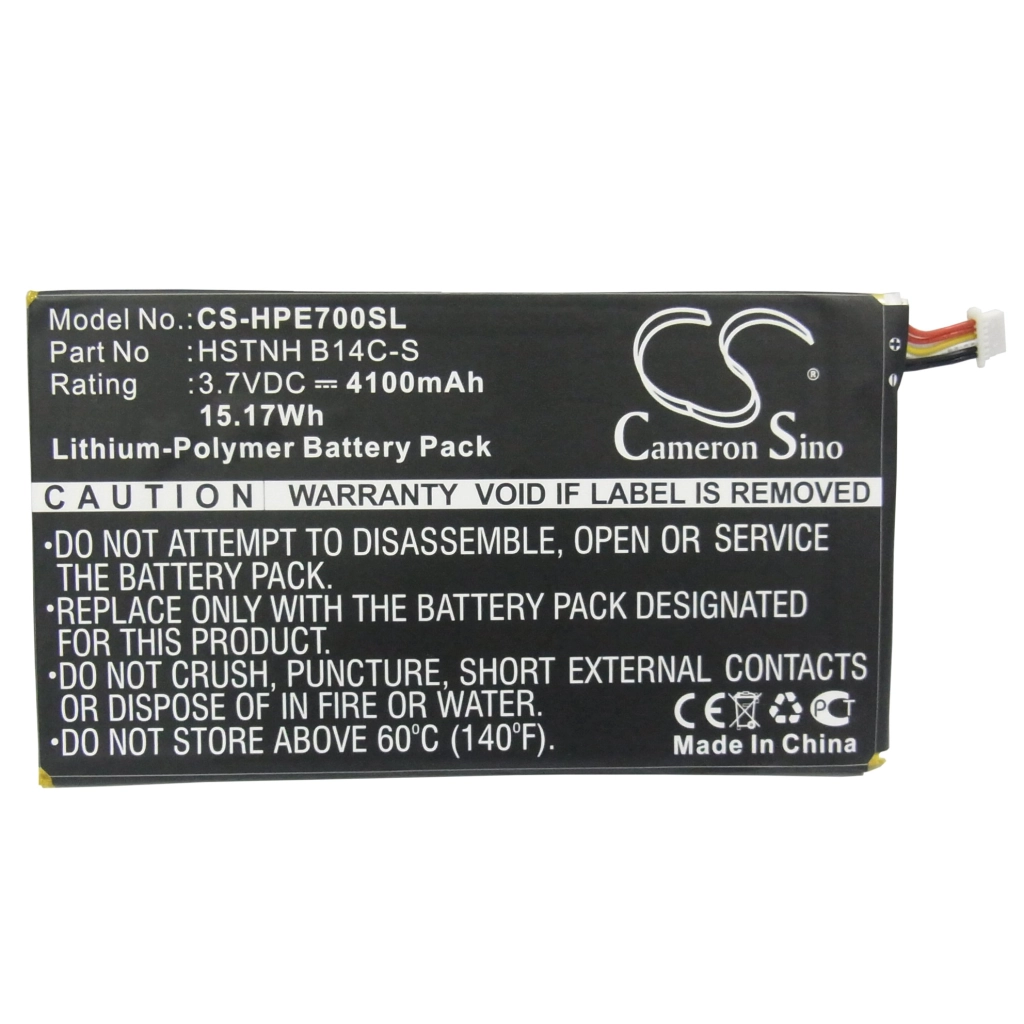 Model No.: CS-HPE700SL
Part No : HSTNH B14C-S
Rating : 3.7VDC ⎓ 4100mAh
15.17Wh
Lithium-Polymer Battery Pack
CS ®
Cameron Sino
CAUTION WARRANTY VOID IF LABEL IS REMOVED
•DO NOT ATTEMPT TO DISASSEMBLE, OPEN OR SERVICE
THE BATTERY PACK.
•REPLACE ONLY WITH THE BATTERY PACK DESIGNATED
FOR THIS PRODUCT.
•DO NOT CRUSH, PUNCTURE, SHORT EXTERNAL CONTACTS
OR DISPOSE OF IN FIRE OR WATER.
•DO NOT STORE ABOVE 60°C (140°F).
CE PCT
Made In China